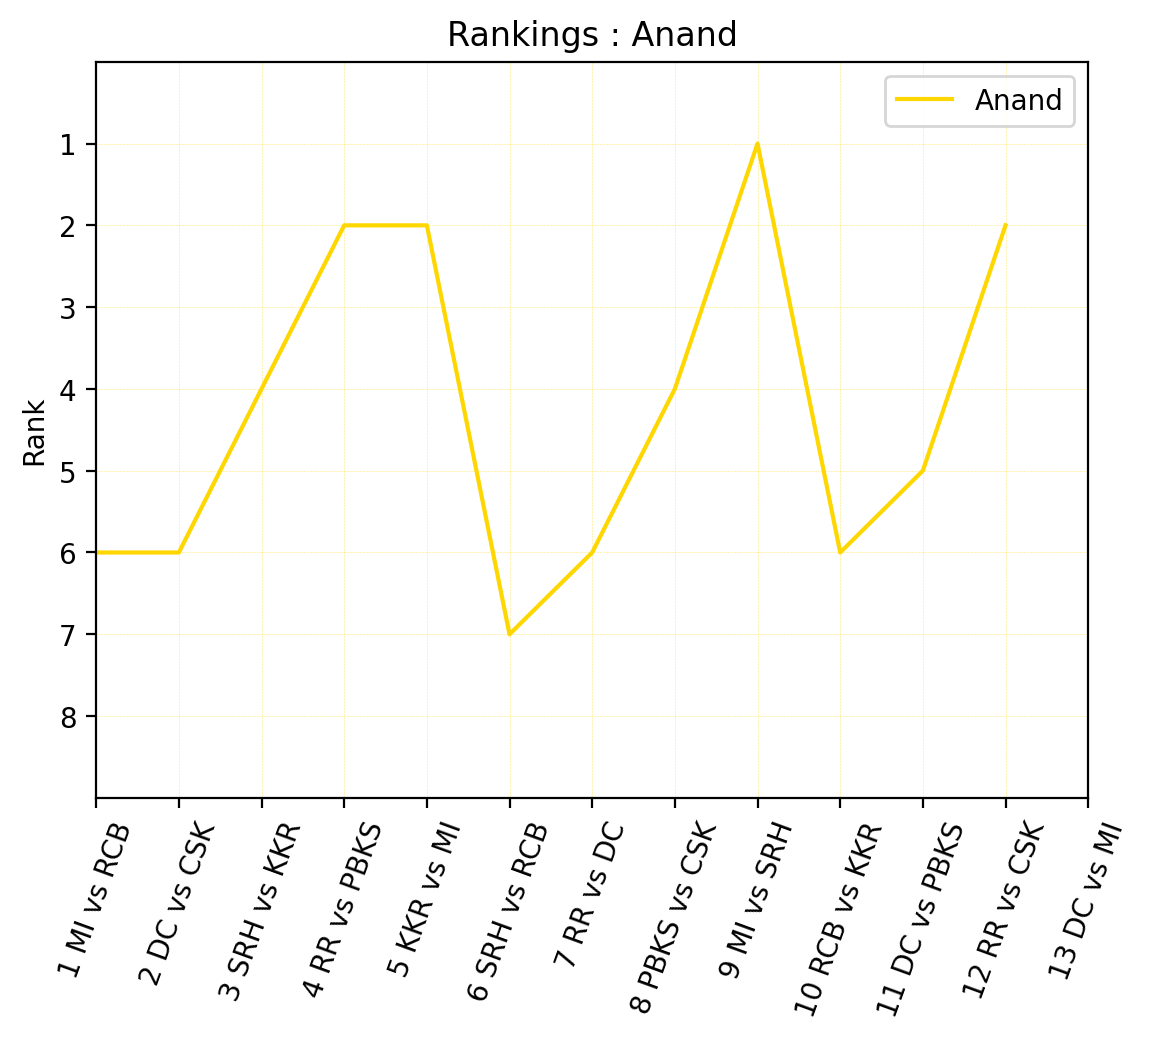 Rankings : Anand
Anand
Rank
1
2
3
4
5
6
7
8
1 MI vs RCB
2 DC vs CSK
3 SRH vs KKR
4 RR vs PBKS
5 KKR vs MI
6 SRH vs RCB
7 RR vs DC
8 PBKS vs CSK
9 MI vs SRH
10 RCB vs KKR
11 DC vs PBKS
12 RR vs CSK
13 DC vs MI